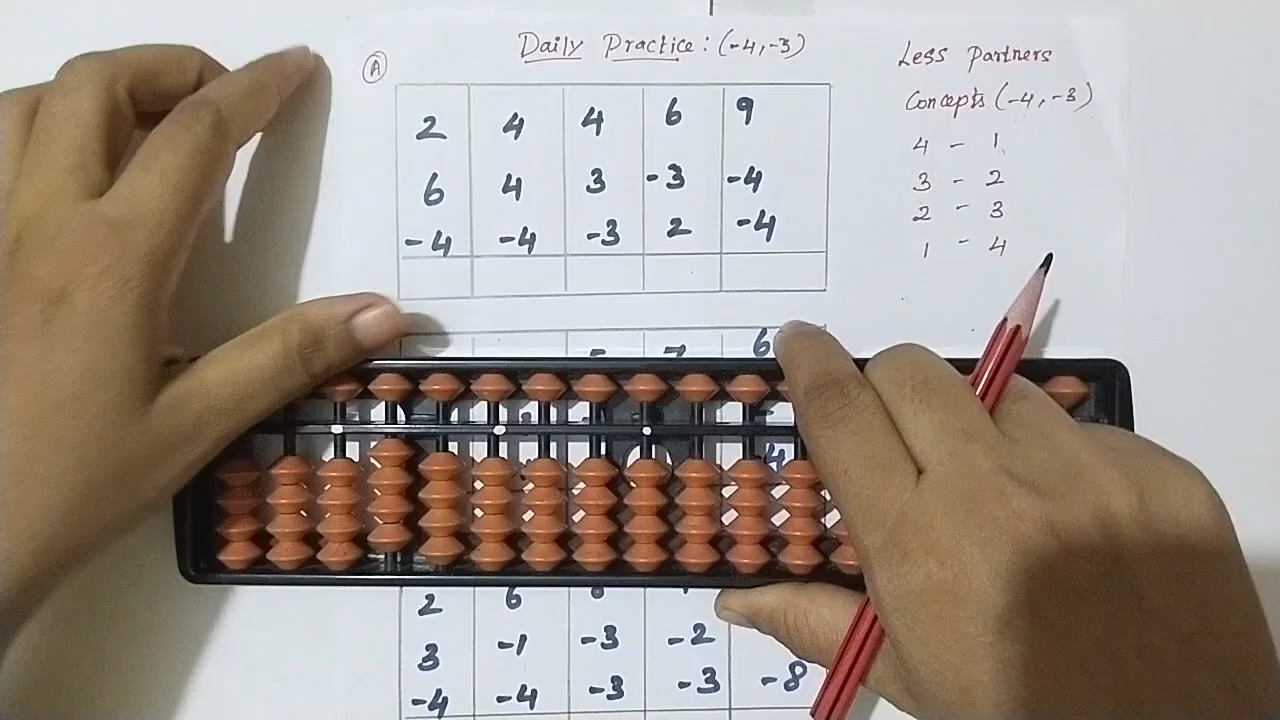 Daily Practice : (-4, -3)
Less Partners
Concepts (-4, -3)
4 - 1
3 - 2
2 - 3
1 - 4
A
2 4 4 6 9
6 4 3 -3 -4
-4 -4 -3 2 -4
6
4
2 6
3 -1 -3 -2
-4 -4 -3 -3 -8